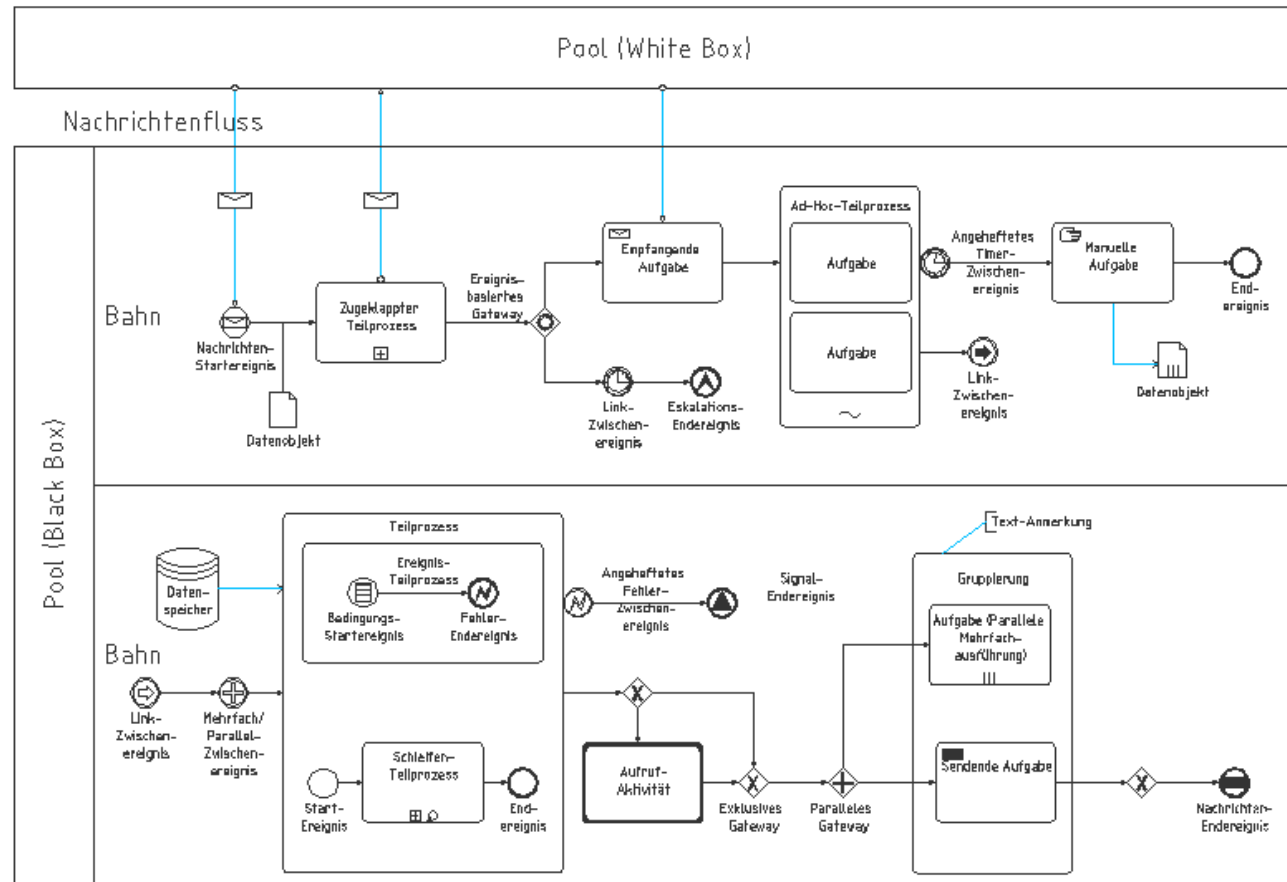 Pool (White Box)
Nachrichtenfluss
Pool (Black Box)
Bahn
Nachrichten-
Startereignis
Datenobjekt
Zugeklappter
Teilprozess
Ereignis-
basiertes
Gateway
Empfangende
Aufgabe
Link-
Zwischen-
ereignis
Eskalations-
Endereignis
Ad-Hoc-Teilprozess
Aufgabe
Aufgabe
Angeheftetes
Timer-
Zwischen-
ereignis
Link-
Zwischen-
ereignis
Manuelle
Aufgabe
Datenobjekt
End-
ereignis
Bahn
Daten-
speicher
Link-
Zwischen-
ereignis
Mehrfach/
Parallel-
Zwischen-
ereignis
Teilprozess
Ereignis-
Teilprozess
Bedingungs-
Startereignis
Fehler-
Endereignis
Start-
Ereignis
Schleifen-
Teilprozess
End-
ereignis
Angeheftetes
Fehler-
Zwischen-
ereignis
Signal-
Endereignis
Aufruf-
Aktivität
Exklusives
Gateway
Paralleles
Gateway
Text-Anmerkung
Gruppierung
Aufgabe (Parallele
Mehrfach-
ausführung)
Sendende Aufgabe
Nachrichten-
Endereignis